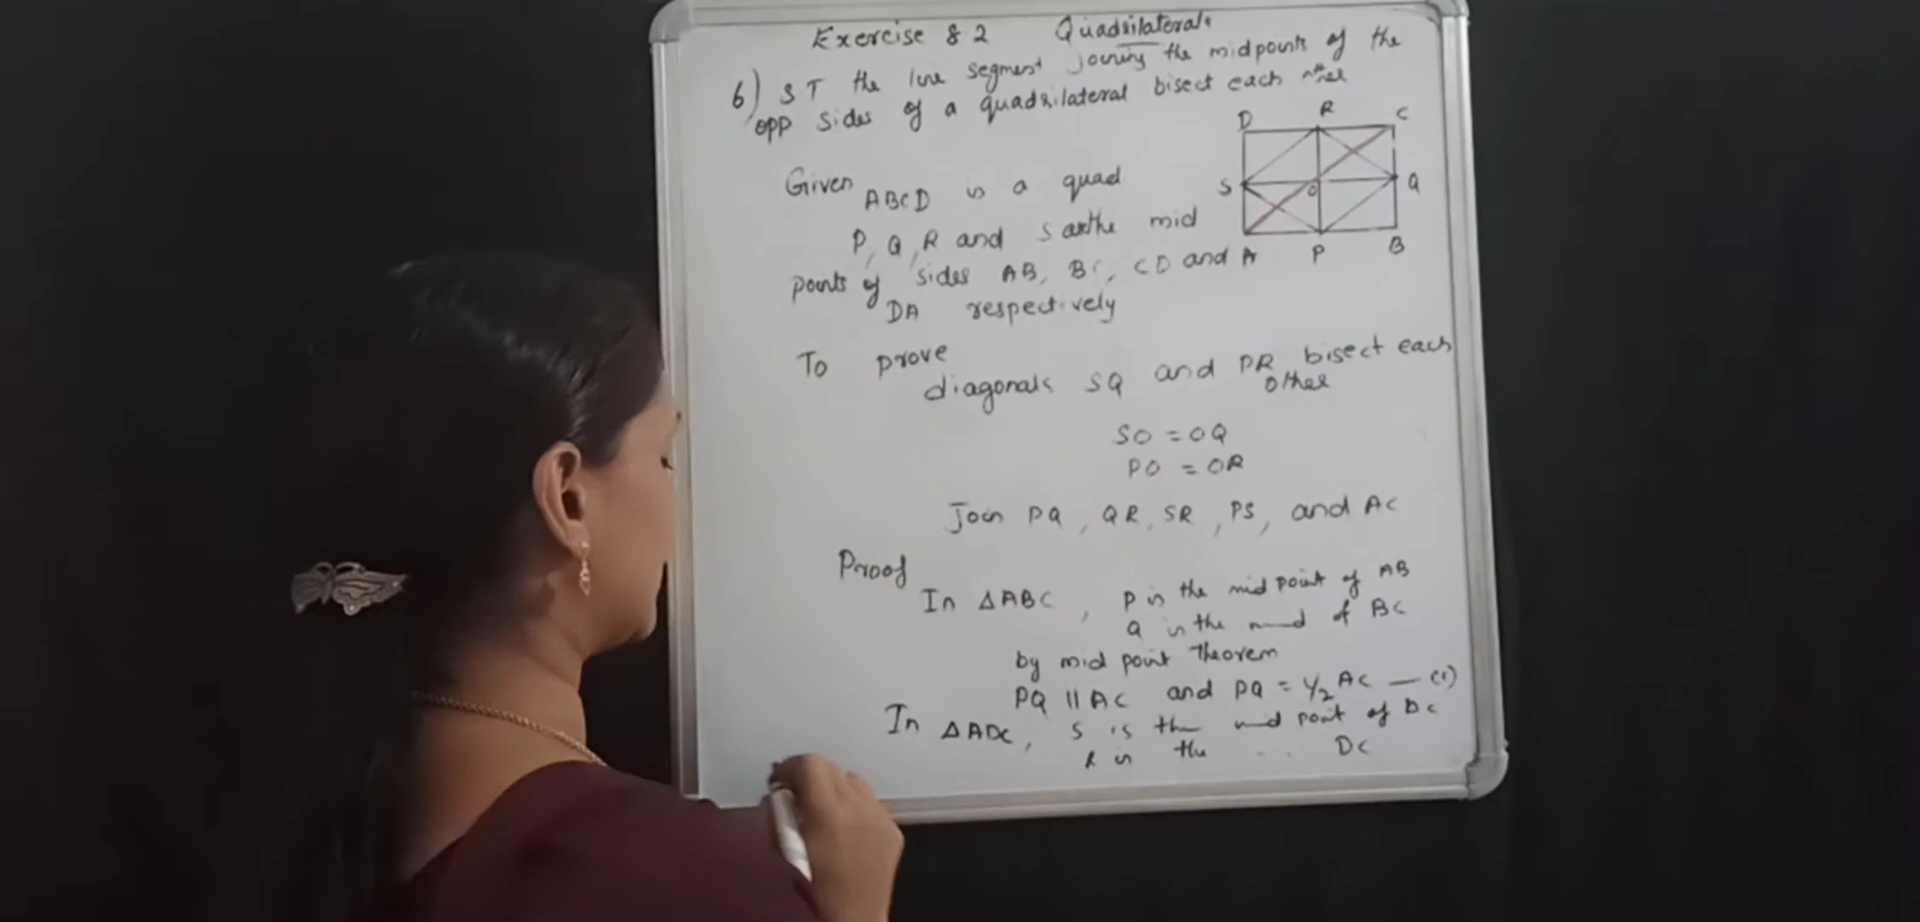 Exercise 8.2 Quadrilaterals
6) S T the line segment joining the midpoints of the
opp sides of a quadrilateral bisect each other
D R C
S O Q
A P B
Given
ABCD is a quad
P, Q, R and S are the mid
points of sides AB, BC, CD and
DA respectively
To prove
diagonals SQ and PR bisect each
other
SO = OQ
PO = OR
Join PQ, QR, SR, PS, and AC
Proof
In ΔABC, P is the mid point of AB
Q is the of BC
by mid point Theorem
PQ || AC and PQ = 1/2 AC — (1)
In ΔADC, S is the mid point of DC
R is the DC